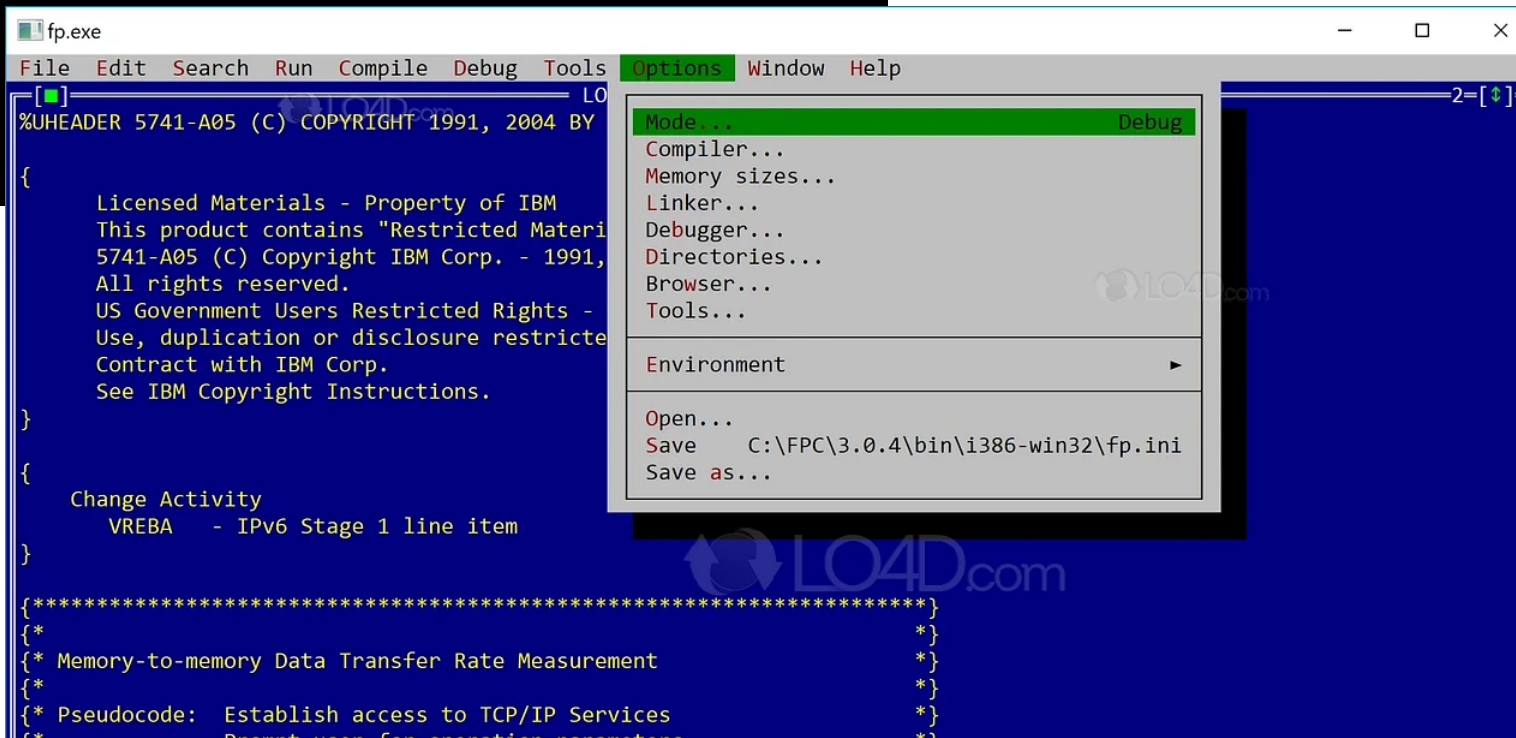 fp.exe
File Edit Search Run Compile Debug Tools Options Window Help
LO
2
LO4D.com
%UHEADER 5741-A05 (C) COPYRIGHT 1991, 2004 BY
{
Licensed Materials - Property of IBM
This product contains "Restricted Materi
5741-A05 (C) Copyright IBM Corp. - 1991,
All rights reserved.
US Government Users Restricted Rights -
Use, duplication or disclosure restricte
Contract with IBM Corp.
See IBM Copyright Instructions.
}
{
Change Activity
VREBA - IPv6 Stage 1 line item
}
Mode... Debug
Compiler...
Memory sizes...
Linker...
Debugger...
Directories...
Browser...
Tools...
Environment ►
Open...
Save C:\FPC\3.0.4\bin\i386-win32\fp.ini
Save as...
LO4D.com
LO4D.com
{**********************************************************************}
{* *}
{* Memory-to-memory Data Transfer Rate Measurement *}
{* *}
{* Pseudocode: Establish access to TCP/IP Services *}
{* Prompt user for operation parameters *}